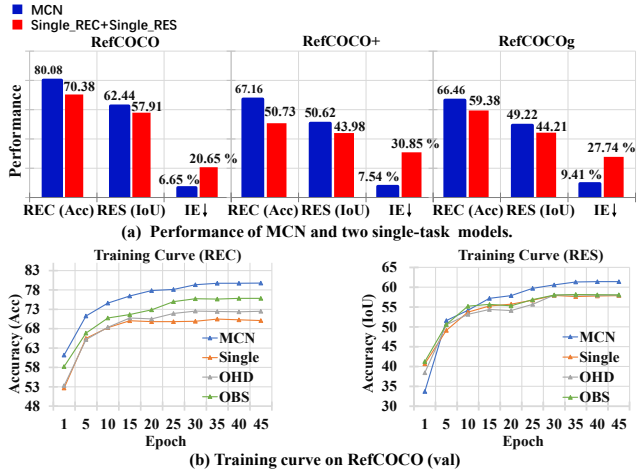 MCN
Single_REC+Single_RES
RefCOCO RefCOCO+ RefCOCOg
Performance
80.08 70.38 62.44 57.91 6.65 % 20.65 %
67.16 50.73 50.62 43.98 7.54 % 30.85 %
66.46 59.38 49.22 44.21 9.41 % 27.74 %
REC (Acc) RES (IoU) IE↓ REC (Acc) RES (IoU) IE↓ REC (Acc) RES (IoU) IE↓
(a) Performance of MCN and two single-task models.
Training Curve (REC)
Accuracy (Acc)
83
78
73
68
63
58
53
48
MCN
Single
OHD
OBS
1 5 10 15 20 25 30 35 40 45
Epoch
Training Curve (RES)
Accuracy (IoU)
65
60
55
50
45
40
35
30
MCN
Single
OHD
OBS
1 5 10 15 20 25 30 35 40 45
Epoch
(b) Training curve on RefCOCO (val)